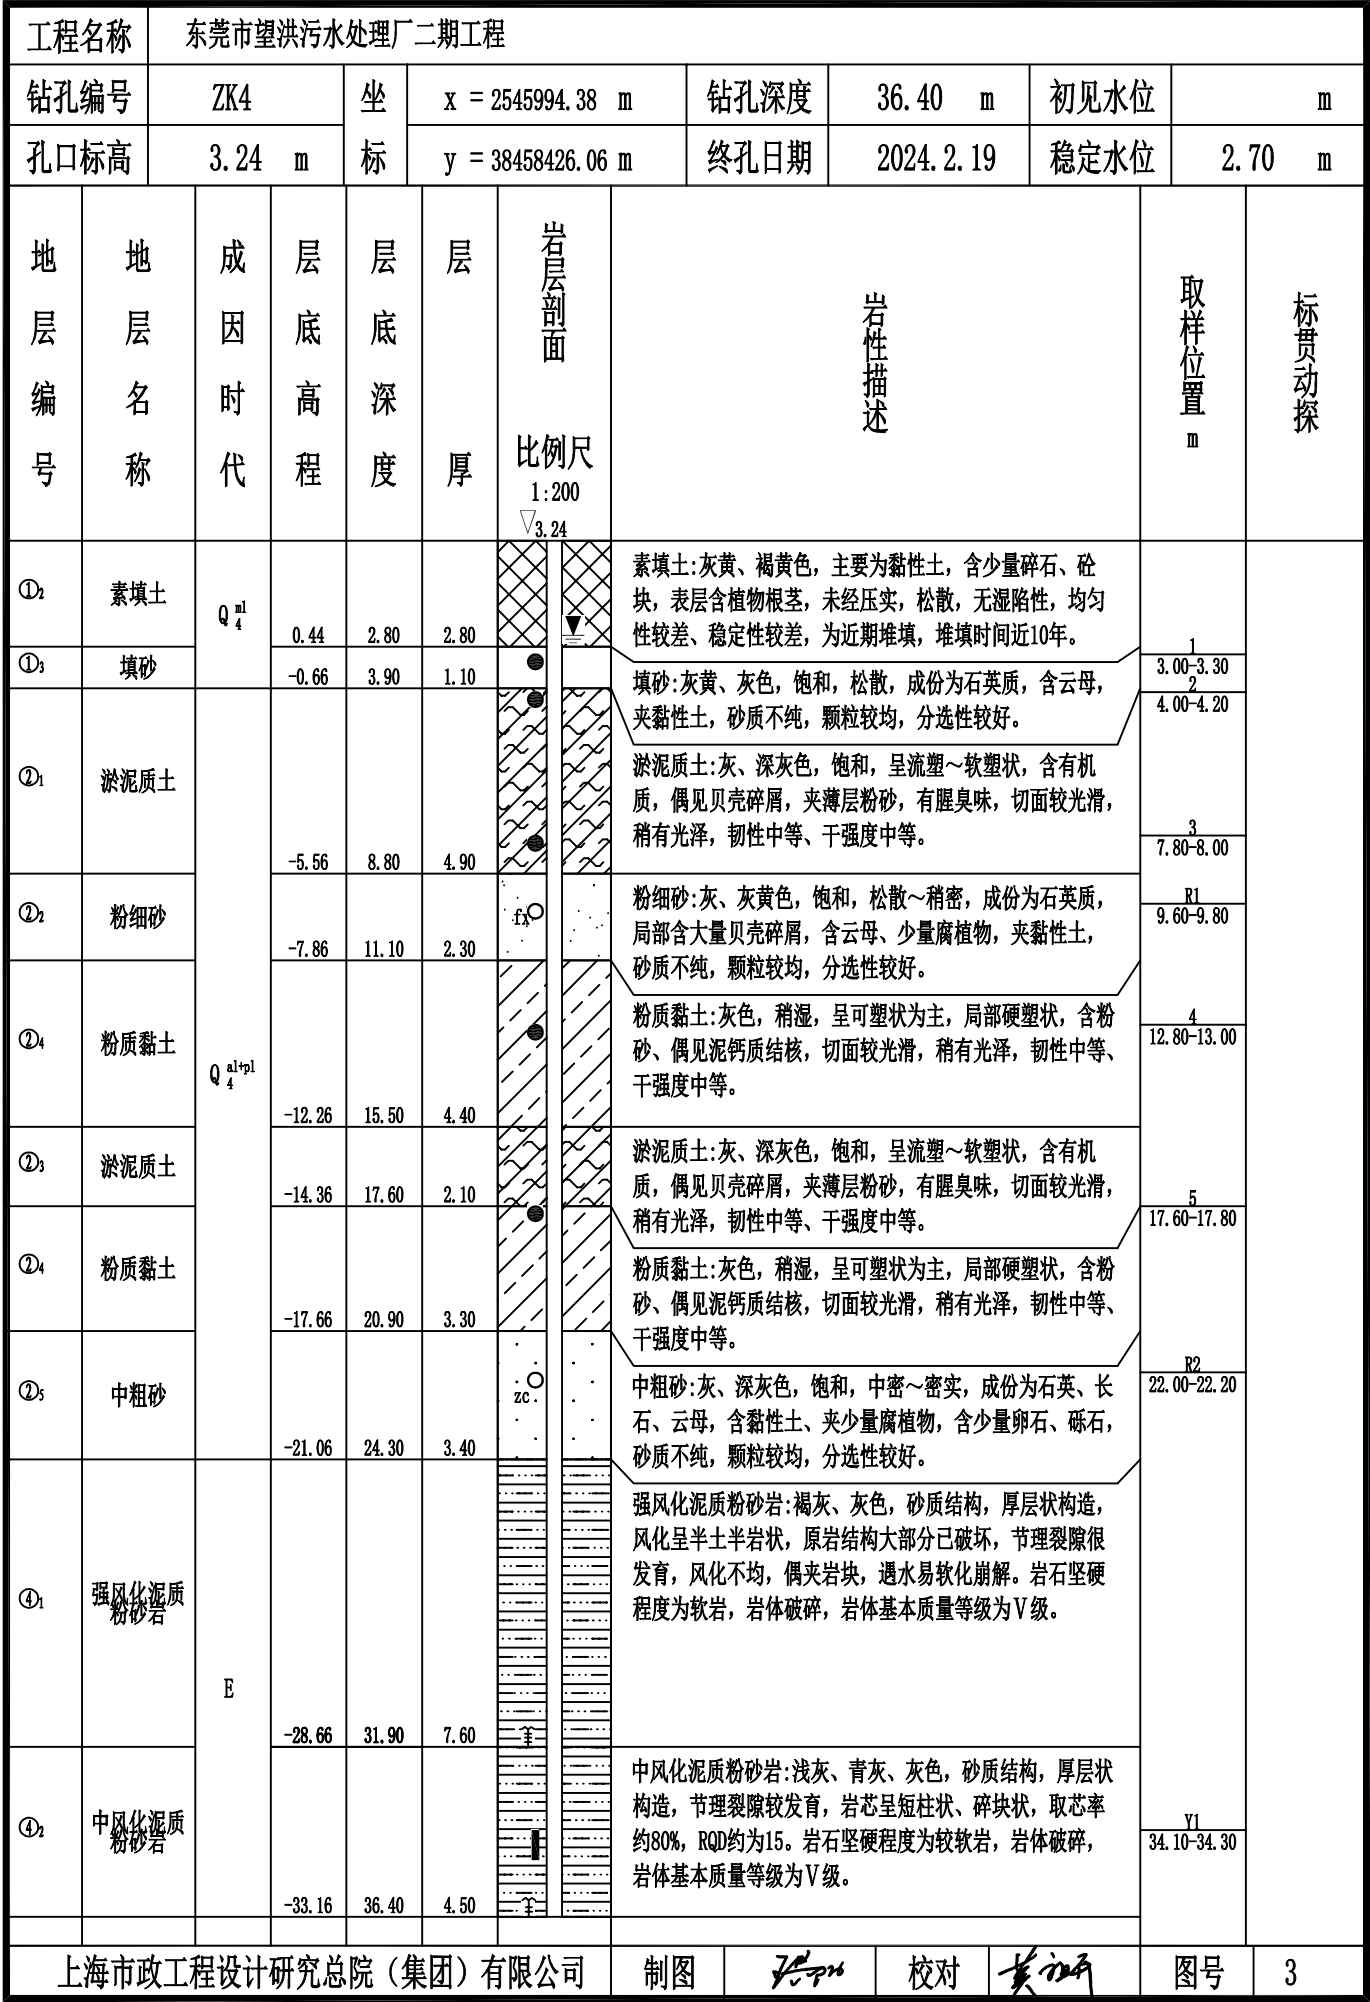 工程名称 东莞市望洪污水处理厂二期工程
钻孔编号 ZK4 坐 x = 2545994.38 m 钻孔深度 36.40 m 初见水位 m
孔口标高 3.24 m 标 y = 38458426.06 m 终孔日期 2024.2.19 稳定水位 2.70 m
地层编号 地层名称 成因时代 层底高程 层底深度 层厚 岩层剖面 岩性描述 取样位置 m 标贯动探
比例尺
1:200
3.24
①2 素填土 Q4ml 0.44 2.80 2.80
素填土:灰黄、褐黄色，主要为黏性土，含少量碎石、砼
块，表层含植物根茎，未经压实，松散，无湿陷性，均匀
性较差、稳定性较差，为近期堆填，堆填时间近10年。
1
3.00-3.30
①3 填砂 -0.66 3.90 1.10
填砂:灰黄、灰色，饱和，松散，成份为石英质，含云母，
夹黏性土，砂质不纯，颗粒较均，分选性较好。
2
4.00-4.20
②1 淤泥质土 -5.56 8.80 4.90
淤泥质土:灰、深灰色，饱和，呈流塑～软塑状，含有机
质，偶见贝壳碎屑，夹薄层粉砂，有腥臭味，切面较光滑，
稍有光泽，韧性中等、干强度中等。
3
7.80-8.00
②2 粉细砂 -7.86 11.10 2.30 fx
粉细砂:灰、灰黄色，饱和，松散～稍密，成份为石英质，
局部含大量贝壳碎屑，含云母、少量腐植物，夹黏性土，
砂质不纯，颗粒较均，分选性较好。
R1
9.60-9.80
②4 粉质黏土 Q4al+pl -12.26 15.50 4.40
粉质黏土:灰色，稍湿，呈可塑状为主，局部硬塑状，含粉
砂、偶见泥钙质结核，切面较光滑，稍有光泽，韧性中等、
干强度中等。
4
12.80-13.00
②3 淤泥质土 -14.36 17.60 2.10
淤泥质土:灰、深灰色，饱和，呈流塑～软塑状，含有机
质，偶见贝壳碎屑，夹薄层粉砂，有腥臭味，切面较光滑，
稍有光泽，韧性中等、干强度中等。
5
17.60-17.80
②4 粉质黏土 -17.66 20.90 3.30
粉质黏土:灰色，稍湿，呈可塑状为主，局部硬塑状，含粉
砂、偶见泥钙质结核，切面较光滑，稍有光泽，韧性中等、
干强度中等。
②5 中粗砂 -21.06 24.30 3.40 zc
中粗砂:灰、深灰色，饱和，中密～密实，成份为石英、长
石、云母，含黏性土、夹少量腐植物，含少量卵石、砾石，
砂质不纯，颗粒较均，分选性较好。
R2
22.00-22.20
④1 强风化泥质 E -28.66 31.90 7.60
粉砂岩
强风化泥质粉砂岩:褐灰、灰色，砂质结构，厚层状构造，
风化呈半土半岩状，原岩结构大部分已破坏，节理裂隙很
发育，风化不均，偶夹岩块，遇水易软化崩解。岩石坚硬
程度为软岩，岩体破碎，岩体基本质量等级为Ⅴ级。
④2 中风化泥质 -33.16 36.40 4.50
粉砂岩
中风化泥质粉砂岩:浅灰、青灰、灰色，砂质结构，厚层状
构造，节理裂隙较发育，岩芯呈短柱状、碎块状，取芯率
约80%，RQD约为15。岩石坚硬程度为较软岩，岩体破碎，
岩体基本质量等级为Ⅴ级。
Y1
34.10-34.30
上海市政工程设计研究总院（集团）有限公司 制图 校对 图号 3